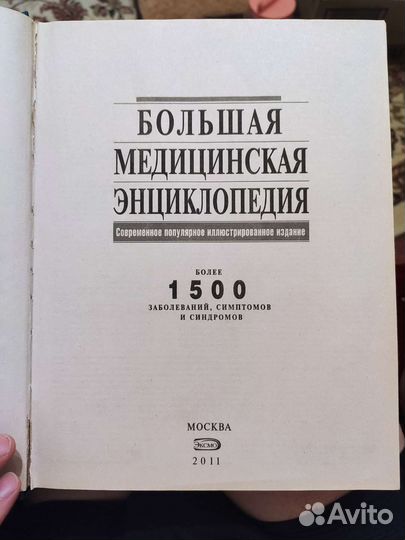 БОЛЬШАЯ
МЕДИЦИНСКАЯ
ЭНЦИКЛОПЕДИЯ
Современное популярное иллюстрированное издание
БОЛЕЕ
1500
ЗАБОЛЕВАНИЙ, СИМПТОМОВ
И СИНДРОМОВ
МОСКВА
ЭКСМО
2011
Avito